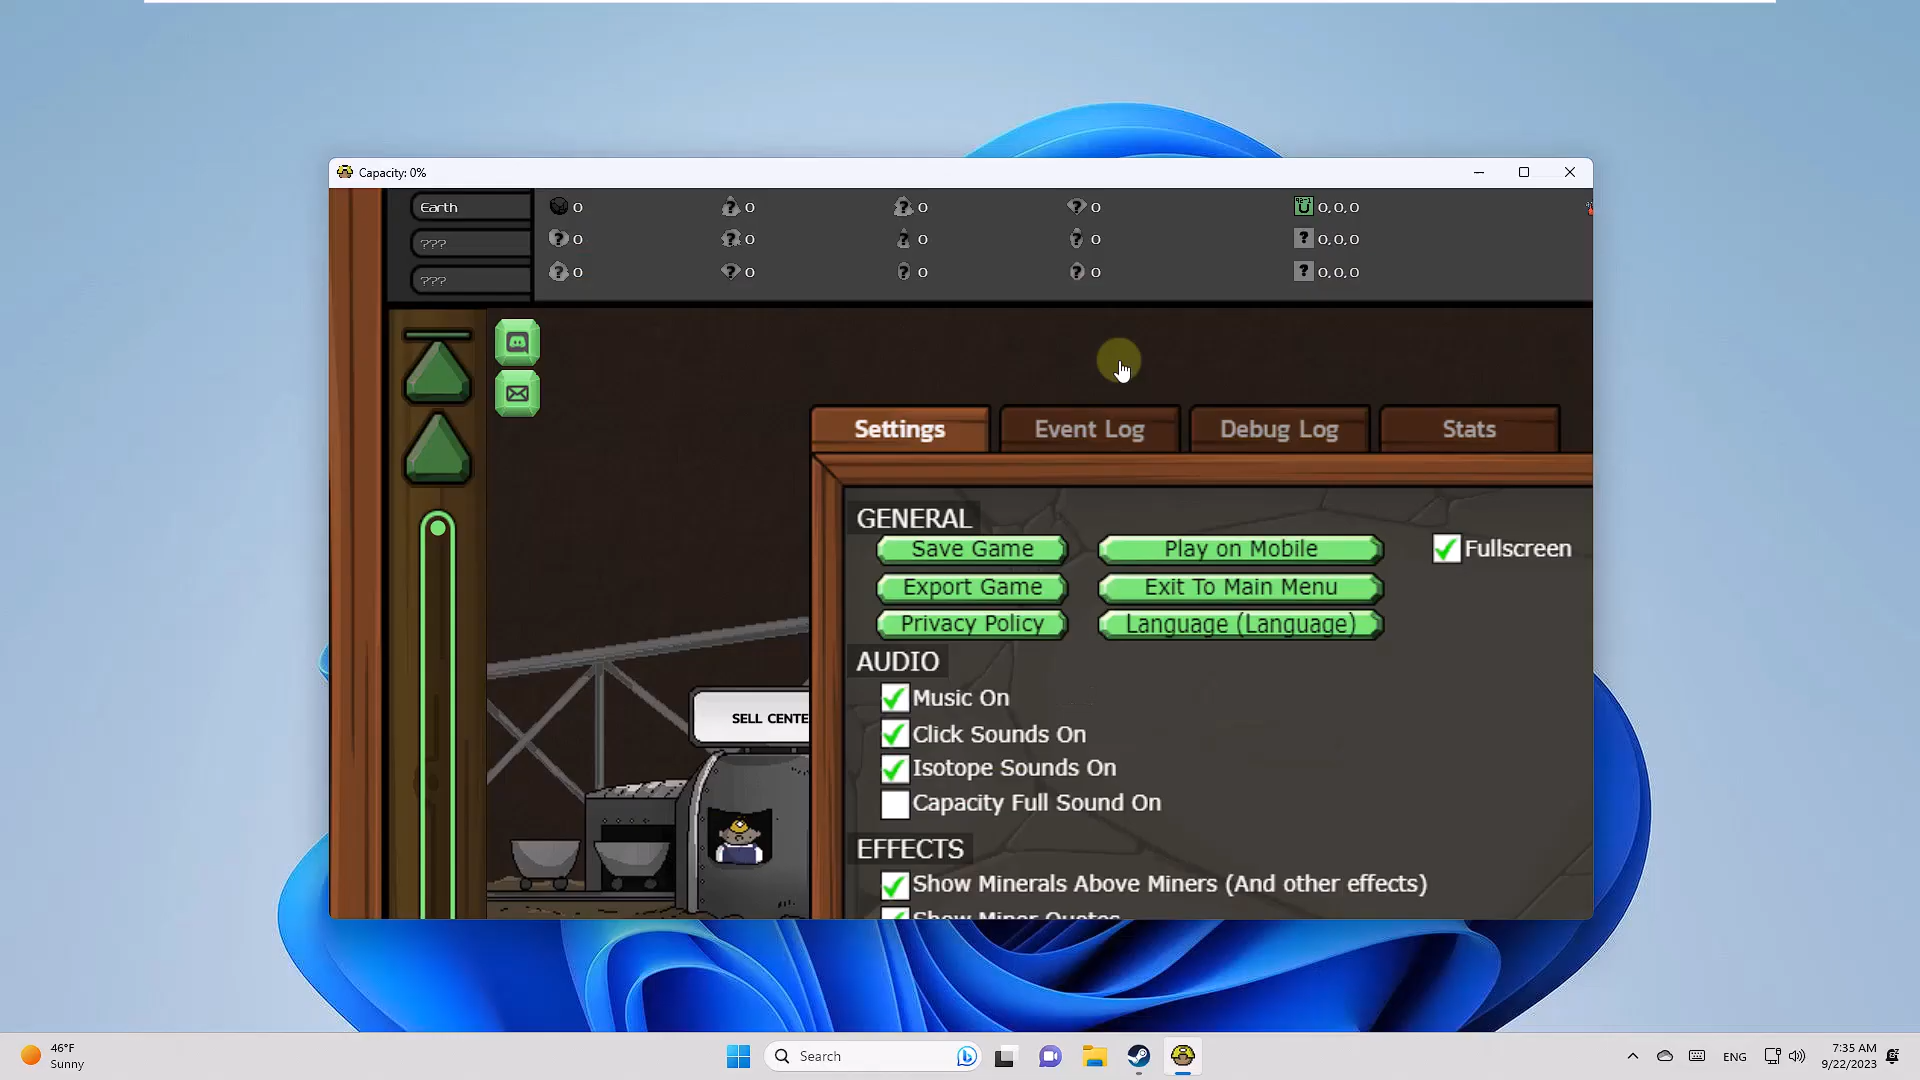 Capacity: 0%
Earth
0 0 0 0 0,0,0
???
0 0 0 0 0,0,0
???
0 0 0 0 0,0,0
Settings Event Log Debug Log Stats
GENERAL
Save Game Play on Mobile Fullscreen
Export Game Exit To Main Menu
Privacy Policy Language (Language)
AUDIO
Music On
SELL CENTE
Click Sounds On
Isotope Sounds On
Capacity Full Sound On
EFFECTS
Show Minerals Above Miners (And other effects)
Show Miner Quotes
46°F
Sunny
Search
ENG
7:35 AM
9/22/2023